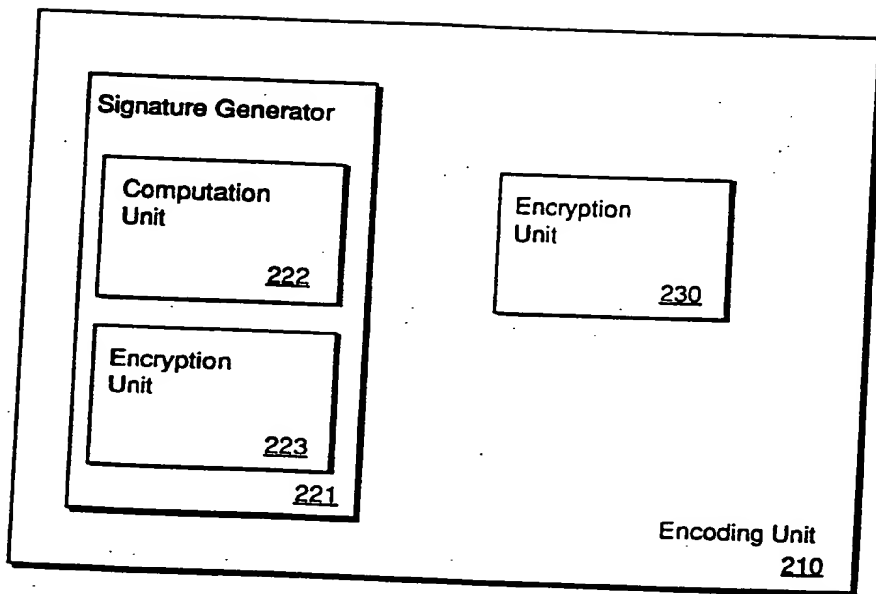 Signature Generator
Computation
Unit
222
Encryption
Unit
223
221
Encryption
Unit
230
Encoding Unit
210